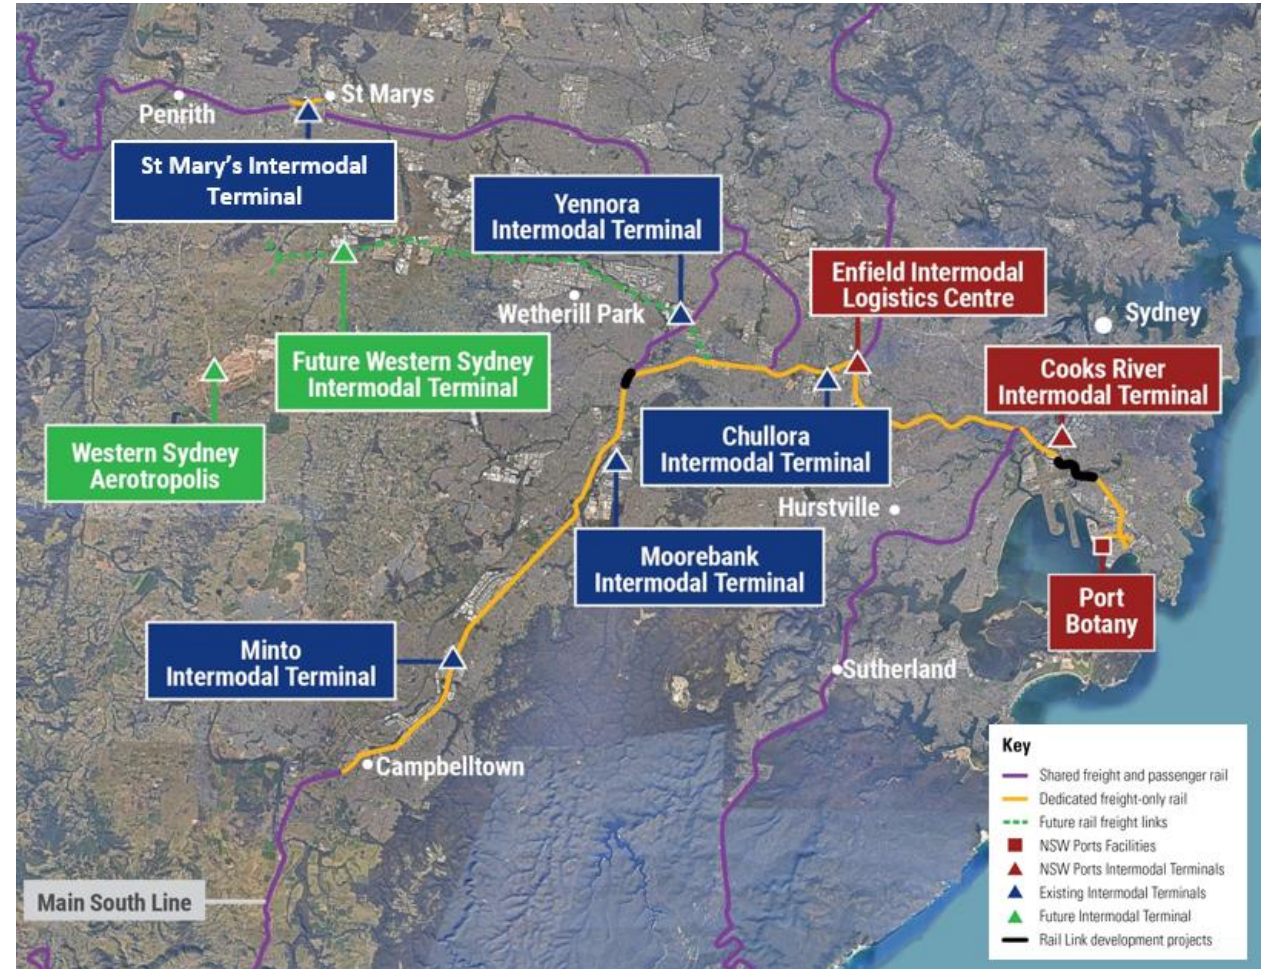 Penrith
St Marys
St Mary's Intermodal
Terminal
Yennora
Intermodal Terminal
Wetherill Park
Enfield Intermodal
Logistics Centre
Sydney
Future Western Sydney
Intermodal Terminal
Cooks River
Intermodal Terminal
Western Sydney
Aerotropolis
Chullora
Intermodal Terminal
Hurstville
Moorebank
Intermodal Terminal
Port
Botany
Minto
Intermodal Terminal
Sutherland
Campbelltown
Main South Line
Key
Shared freight and passenger rail
Dedicated freight-only rail
Future rail freight links
NSW Ports Facilities
NSW Ports Intermodal Terminals
Existing Intermodal Terminals
Future Intermodal Terminal
Rail Link development projects